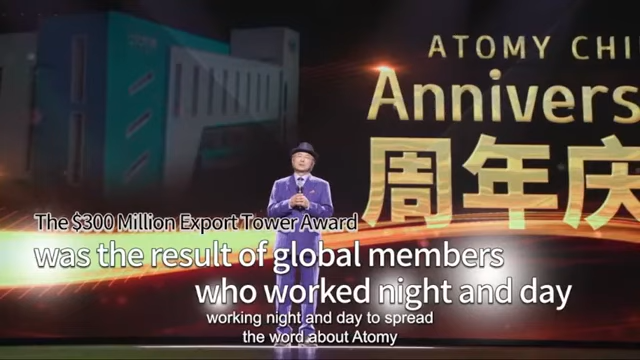 ATOMY CHI
Annivers
周年庆
The $300 Million Export Tower Award
was the result of global members
who worked night and day
working night and day to spread
the word about Atomy